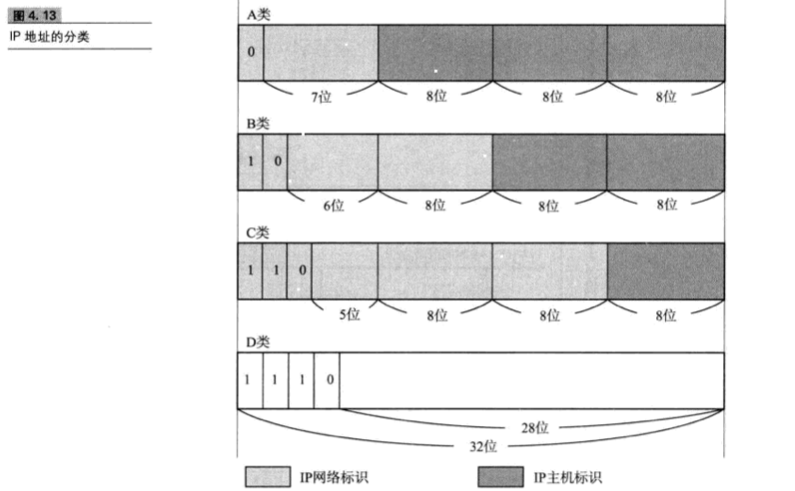 图 4.13
IP 地址的分类
A类
0
7位 8位 8位 8位
B类
1 0
6位 8位 8位 8位
C类
1 1 0
5位 8位 8位 8位
D类
1 1 1 0
28位
32位
IP网络标识 IP主机标识